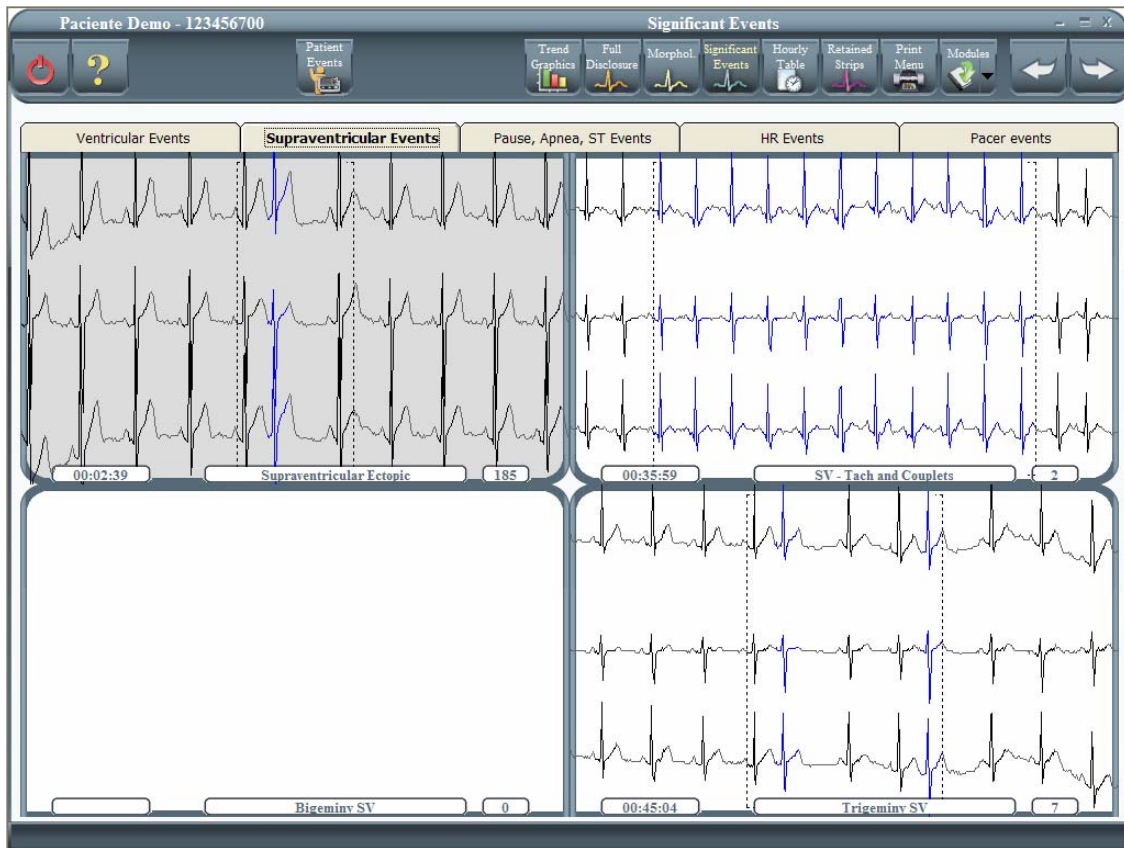 Paciente Demo - 123456700
Significant Events
Patient
Events
Trend
Graphics
Full
Disclosure
Morphol.
Significant
Events
Hourly
Table
Retained
Strips
Print
Menu
Modules
Ventricular Events
Supraventricular Events
Pause, Apnea, ST Events
HR Events
Pacer events
00:02:39
Supraventricular Ectopic
185
00:35:59
SV - Tach and Couplets
2
Bigeminy SV
0
00:45:04
Trigeminy SV
7